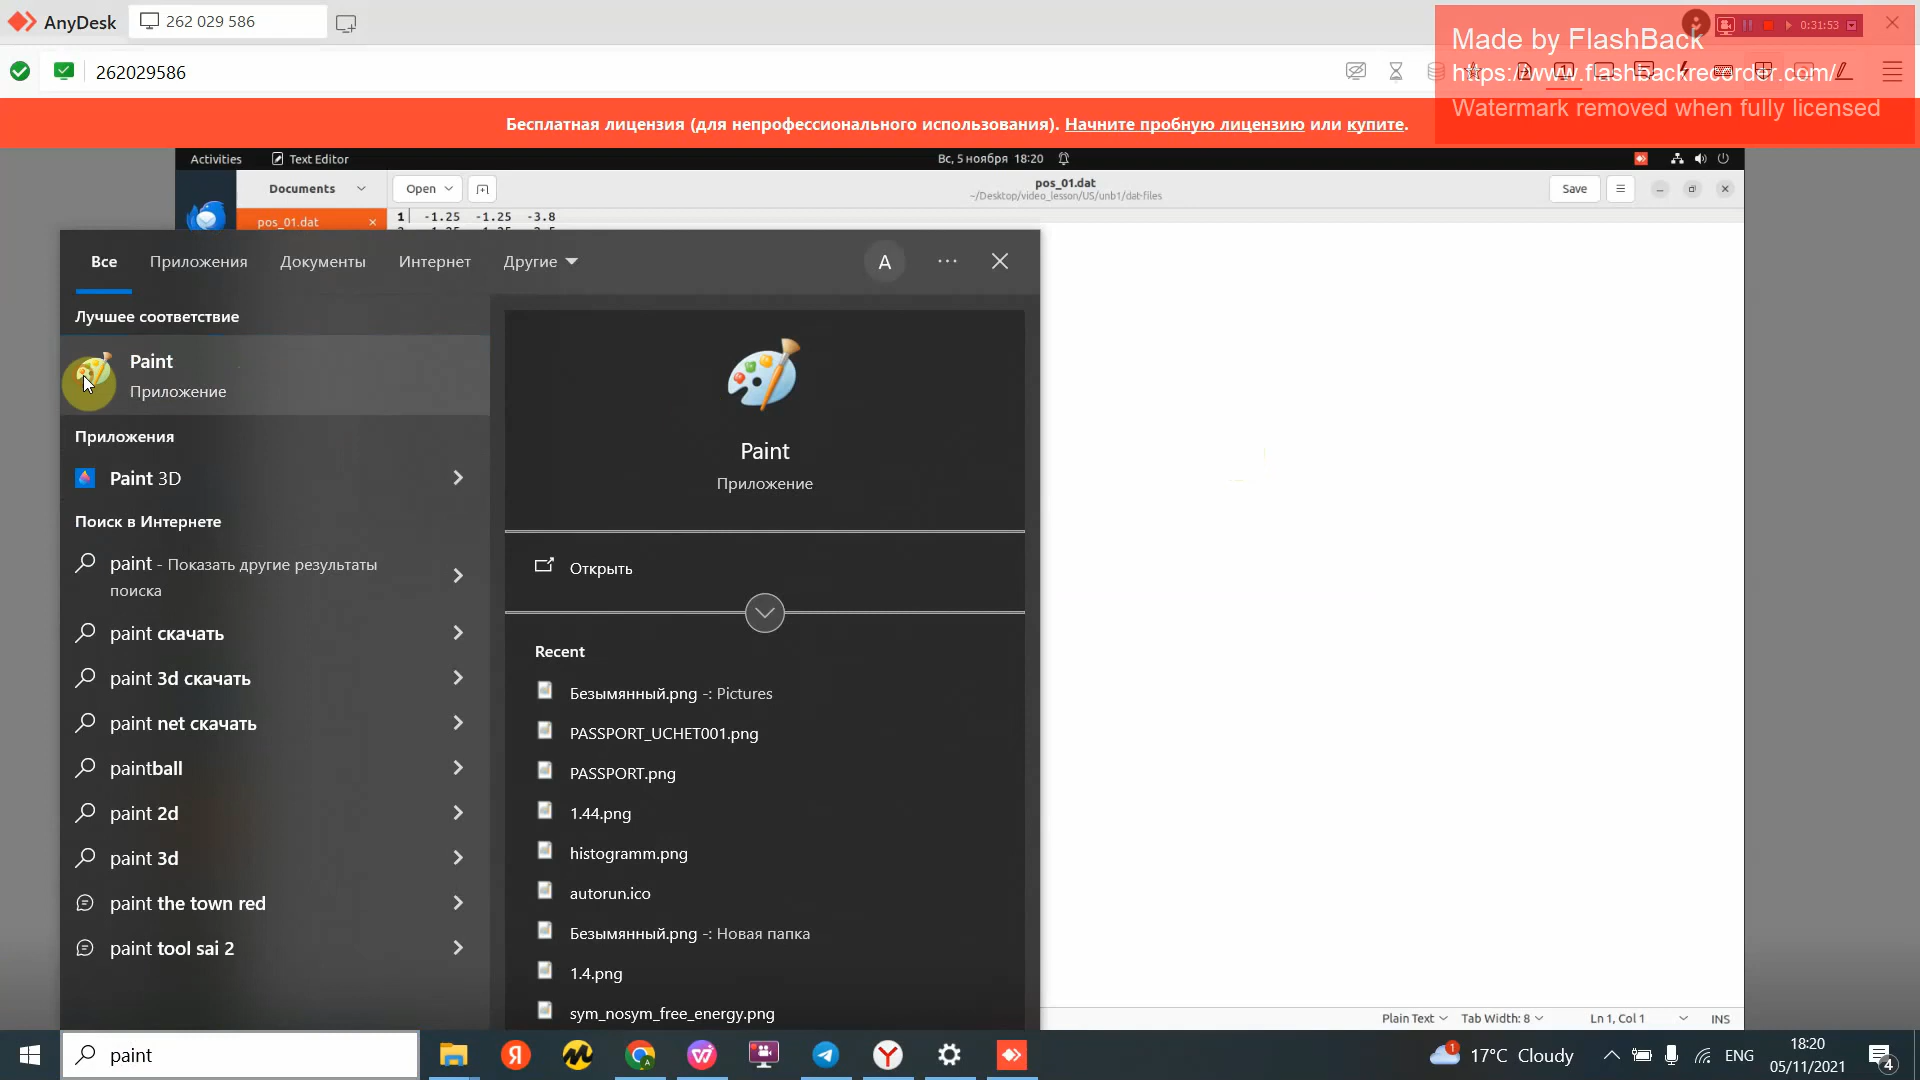 AnyDesk
262 029 586
0:31:53
Made by FlashBack
https://www.flashbackrecorder.com/
Watermark removed when fully licensed
262029586
Бесплатная лицензия (для непрофессионального использования). Начните пробную лицензию или купите.
Activities
Text Editor
Вс, 5 ноября 18:20
Documents
Open
pos_01.dat
~/Desktop/video_lesson/US/unb1/dat-files
Save
pos_01.dat
1 -1.25 -1.25 -3.8
Все
Приложения
Документы
Интернет
Другие
A
Лучшее соответствие
Paint
Приложение
Приложения
Paint 3D
Поиск в Интернете
paint - Показать другие результаты
поиска
paint скачать
paint 3d скачать
paint net скачать
paintball
paint 2d
paint 3d
paint the town red
paint tool sai 2
Paint
Приложение
Открыть
Recent
Безымянный.png -: Pictures
PASSPORT_UCHET001.png
PASSPORT.png
1.44.png
histogramm.png
autorun.ico
Безымянный.png -: Новая папка
1.4.png
sym_nosym_free_energy.png
Plain Text
Tab Width: 8
Ln 1, Col 1
INS
paint
1
17°C Cloudy
ENG
18:20
05/11/2021
4